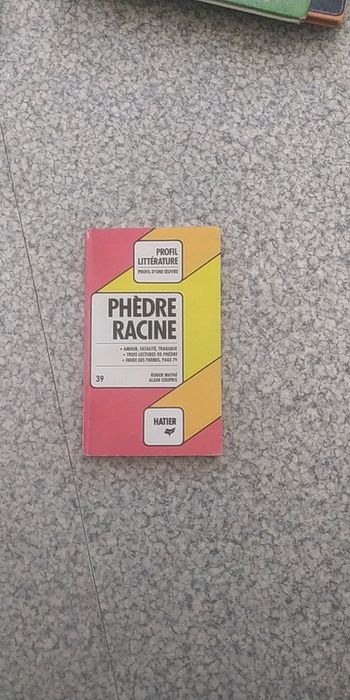 PROFIL
LITTÉRATURE
PROFIL D'UNE ŒUVRE
PHÈDRE
RACINE
• AMOUR, FATALITÉ, TRAGIQUE
• TROIS LECTURES DE PHÈDRE
• INDEX DES THÈMES, PAGE 79
39
ROGER MATHÉ
ALAIN COUPRIE
HATIER